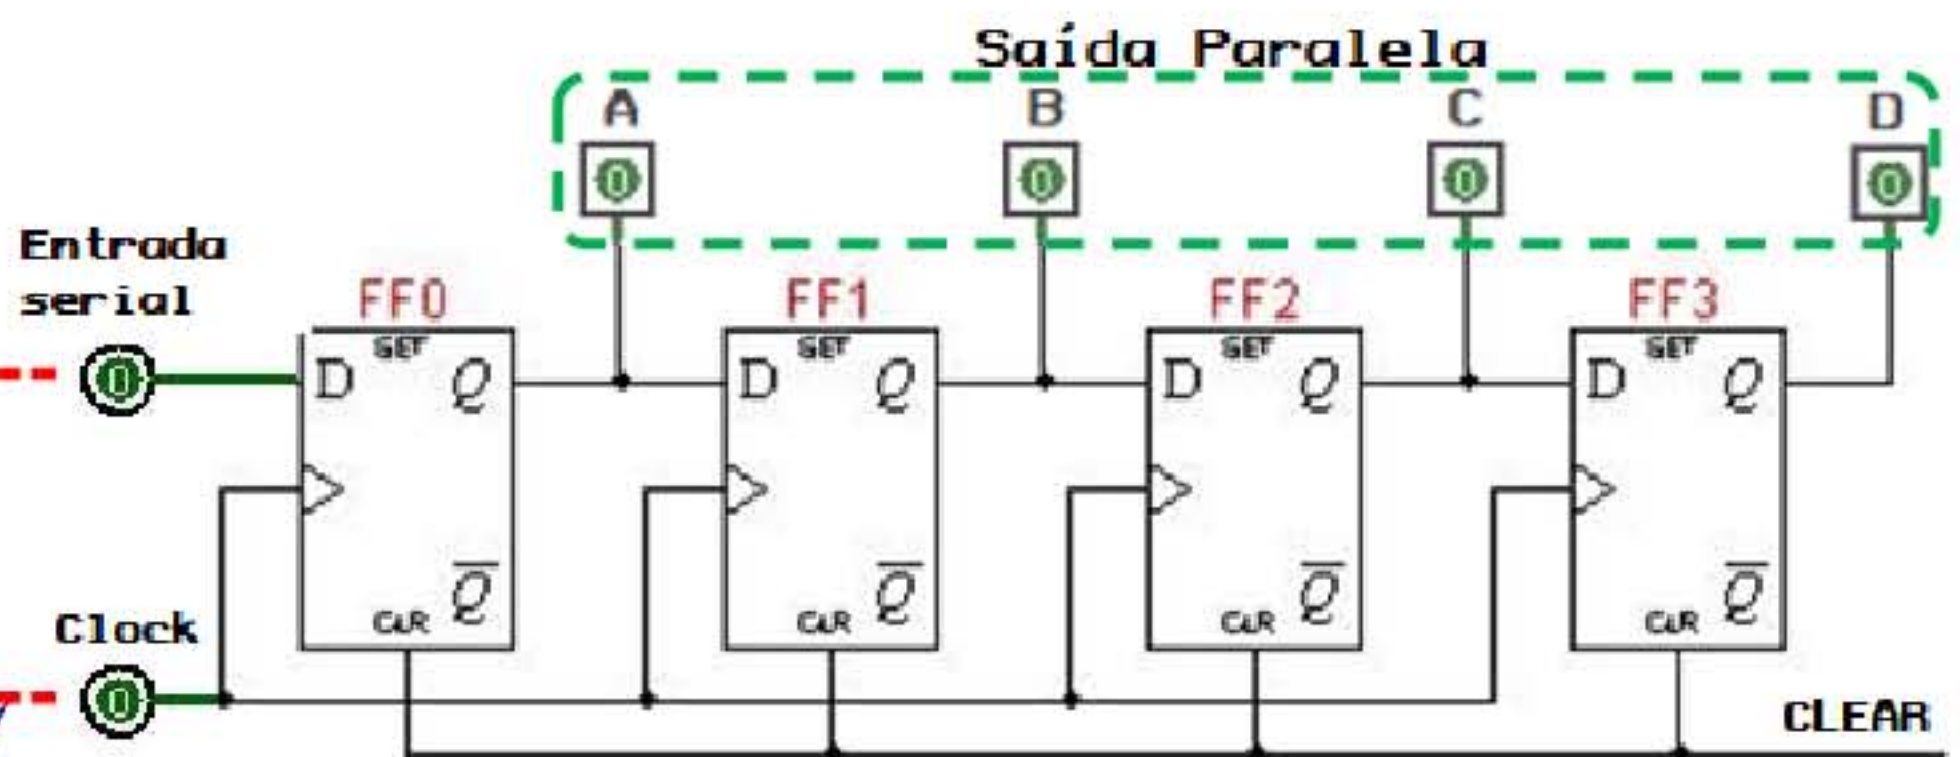 Saída Paralela
A B C D
0 0 0 0
Entrada
serial
FF0 FF1 FF2 FF3
SET SET SET SET
0 D Q D Q D Q D Q
Q Q Q Q
Clock
CLR CLR CLR CLR
0
CLEAR